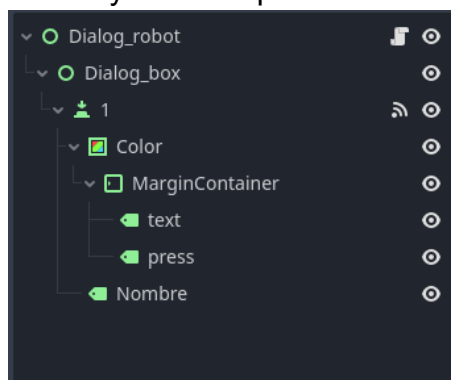 Dialog_robot
Dialog_box
1
Color
MarginContainer
text
press
Nombre